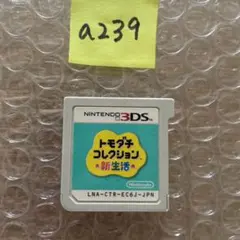 a239
NINTENDO 3DS
トモダチ
コレクション
新生活
Nintendo
LNA-CTR-EC6J-JPN